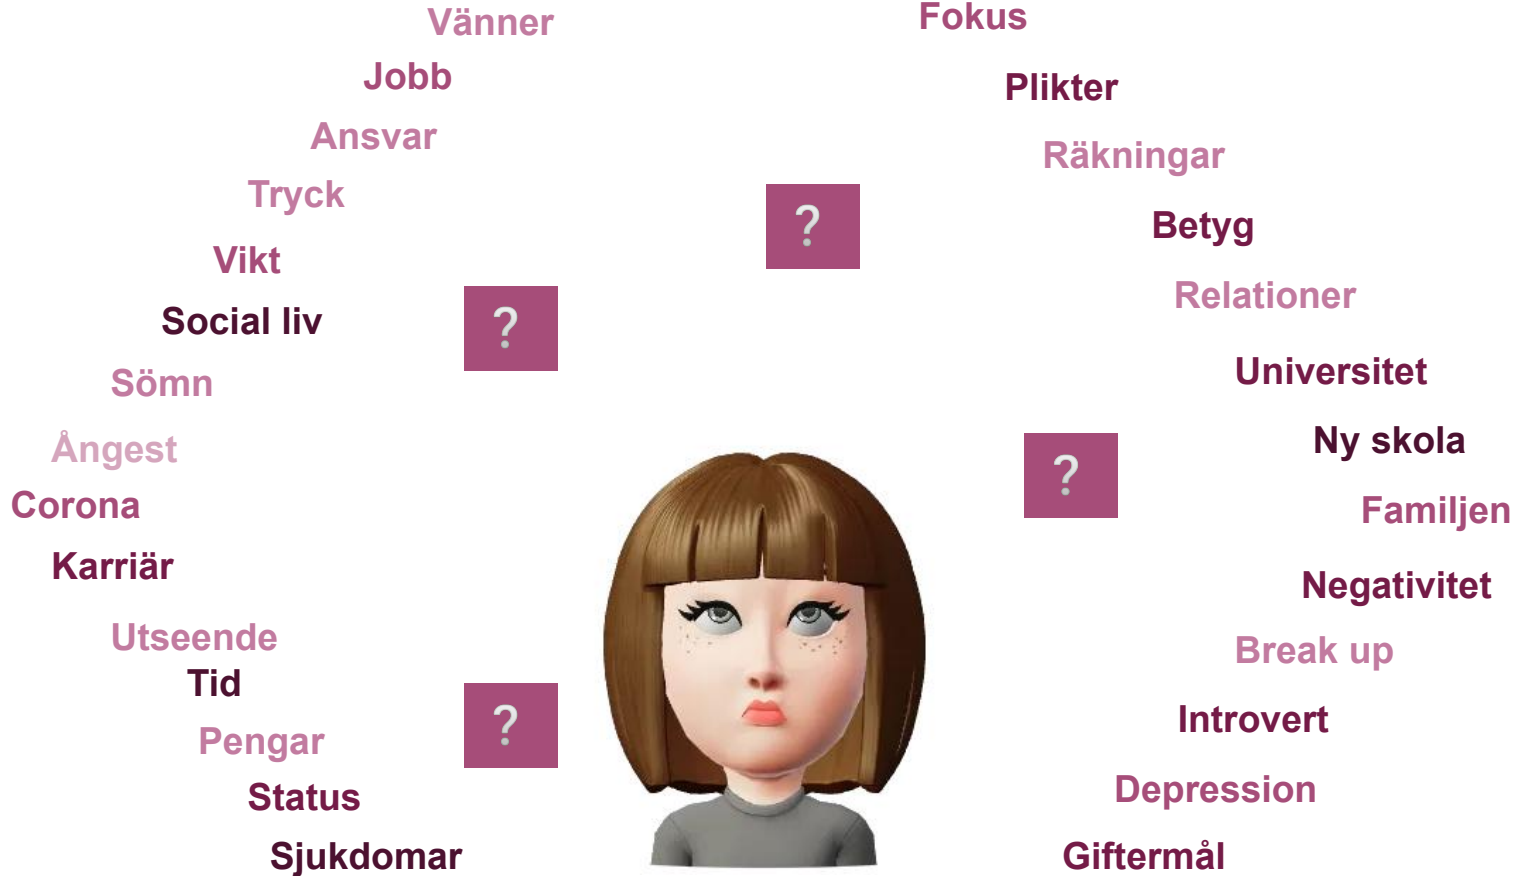 Vänner
Jobb
Ansvar
Tryck
Vikt
Social liv
Sömn
Ångest
Corona
Karriär
Utseende
Tid
Pengar
Status
Sjukdomar
?
?
?
?
Fokus
Plikter
Räkningar
Betyg
Relationer
Universitet
Ny skola
Familjen
Negativitet
Break up
Introvert
Depression
Giftermål